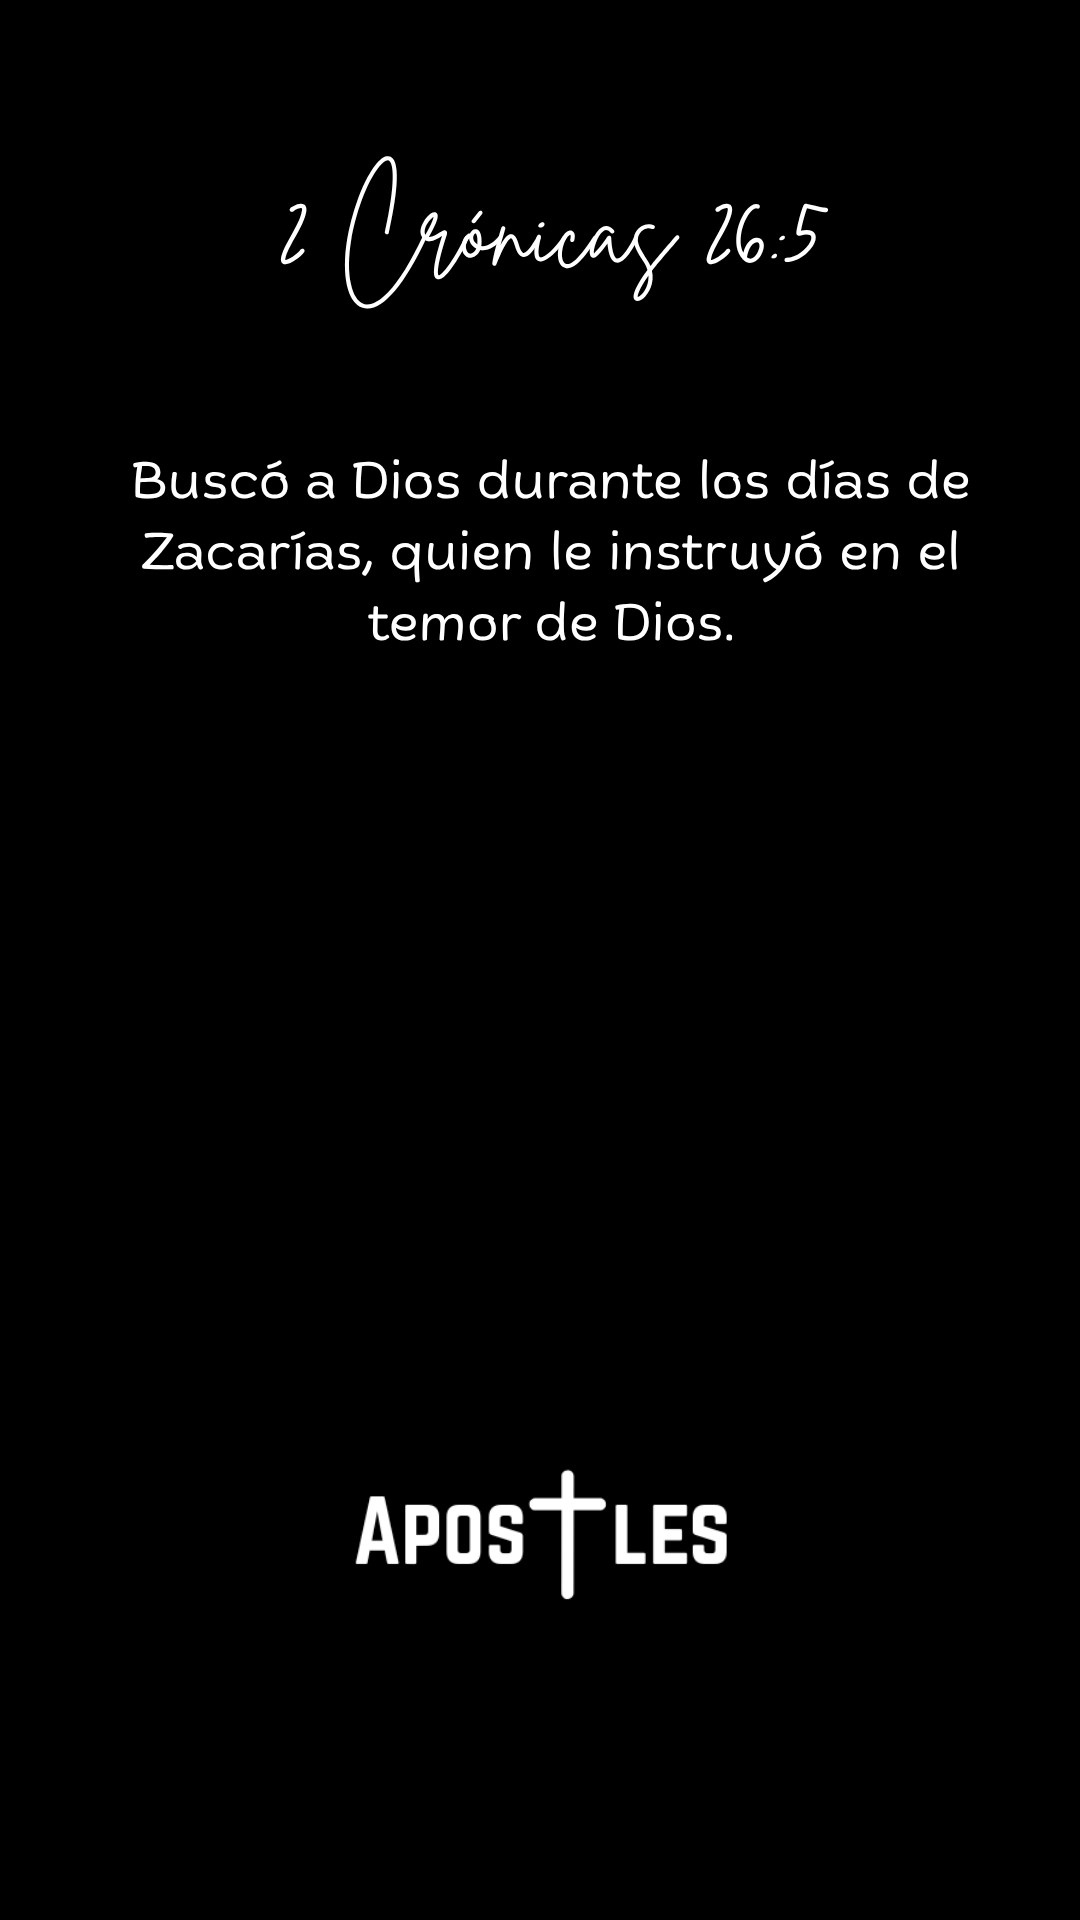 2 Crónicas 26:5
Buscó a Dios durante los días de
Zacarías, quien le instruyó en el
temor de Dios.
APOSTLES